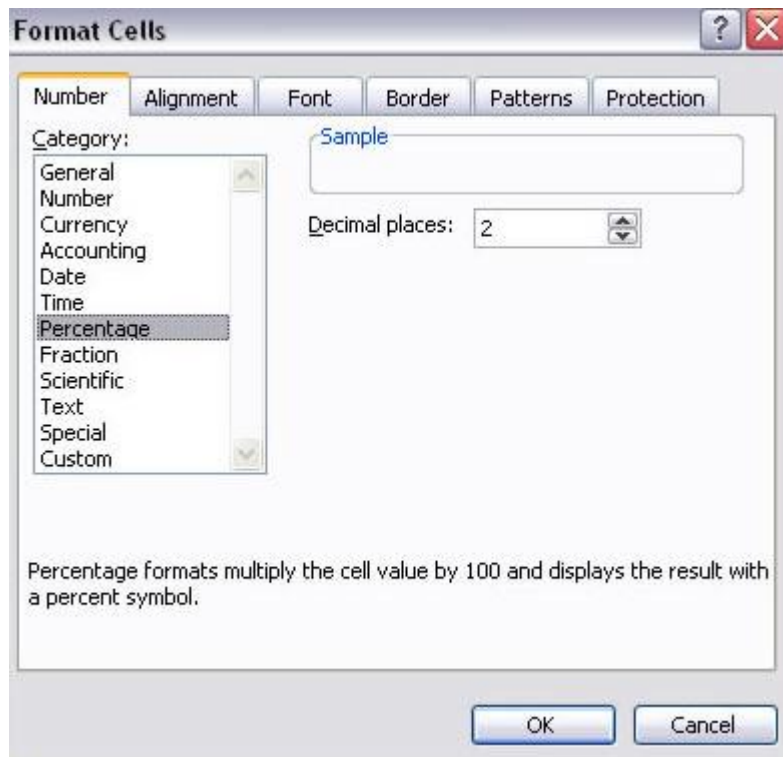 Format Cells
?
Number Alignment Font Border Patterns Protection
Category:
General
Number
Currency
Accounting
Date
Time
Percentage
Fraction
Scientific
Text
Special
Custom
Sample
Decimal places: 2
Percentage formats multiply the cell value by 100 and displays the result with
a percent symbol.
OK Cancel